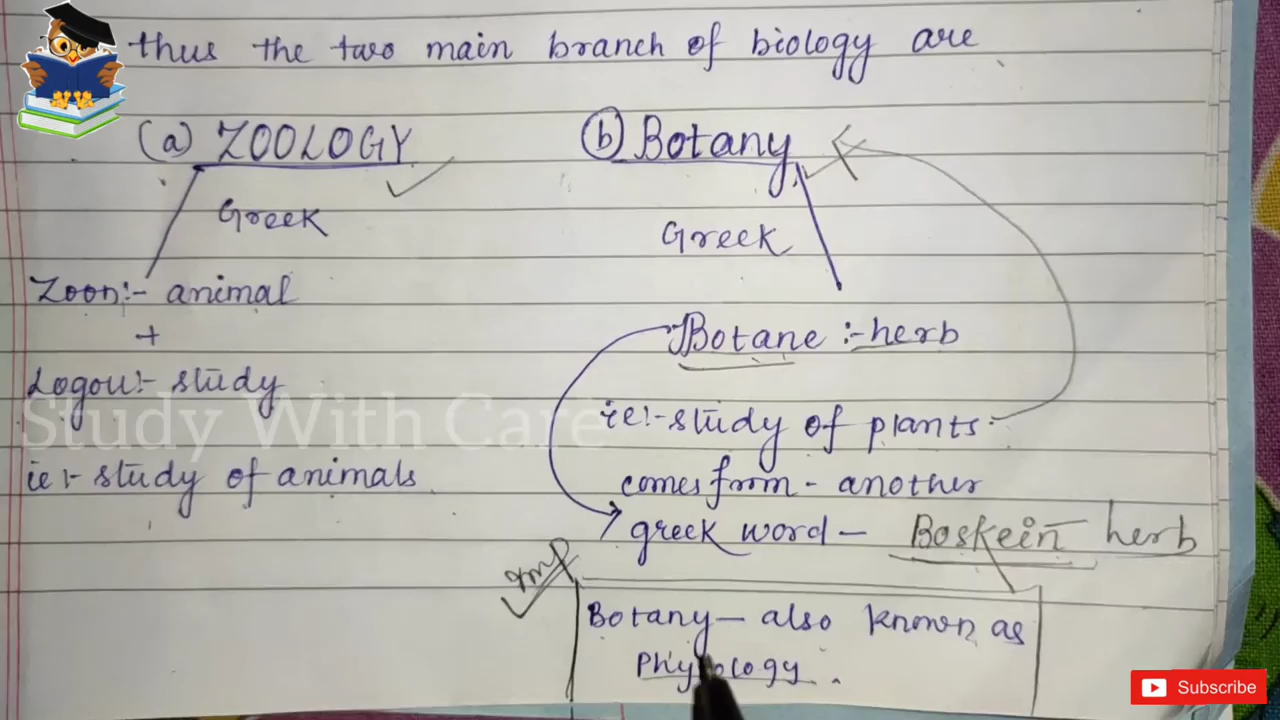 thus the two main branch of biology are
(a) ZOOLOGY
Greek
Zoon:- animal
+
Logou:- study
ie:- study of animals
(b) Botany
Greek
Botane :- herb
ie:- study of plants
comes from - another
greek word - Boskein herb
Imp
Botany - also known as
Study With Care
Subscribe